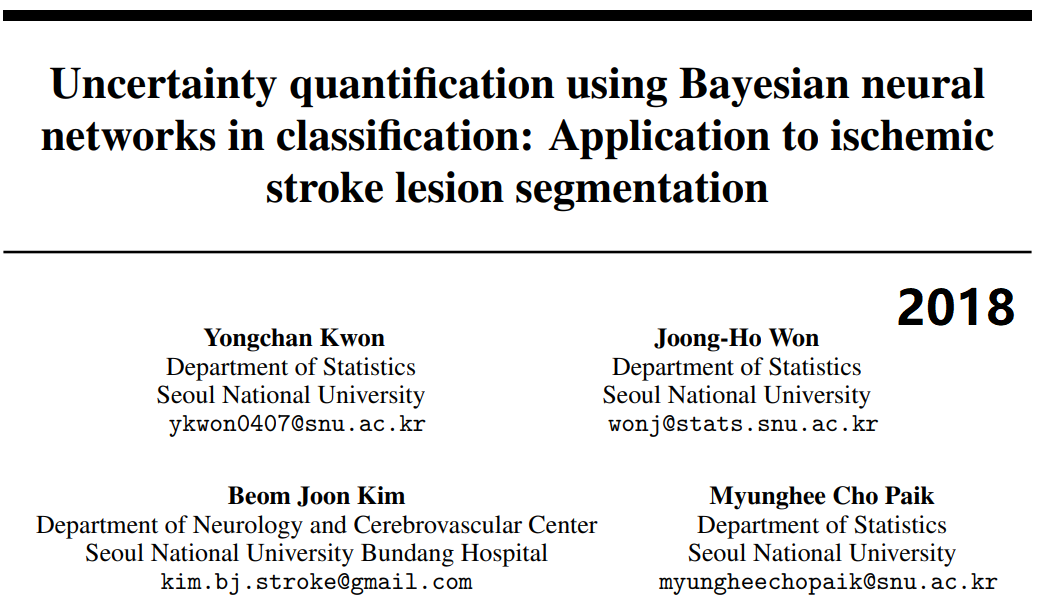 Uncertainty quantification using Bayesian neural
networks in classification: Application to ischemic
stroke lesion segmentation
2018
Yongchan Kwon
Department of Statistics
Seoul National University
ykwon0407@snu.ac.kr
Joong-Ho Won
Department of Statistics
Seoul National University
wonj@stats.snu.ac.kr
Beom Joon Kim
Department of Neurology and Cerebrovascular Center
Seoul National University Bundang Hospital
kim.bj.stroke@gmail.com
Myunghee Cho Paik
Department of Statistics
Seoul National University
myungheechopaik@snu.ac.kr